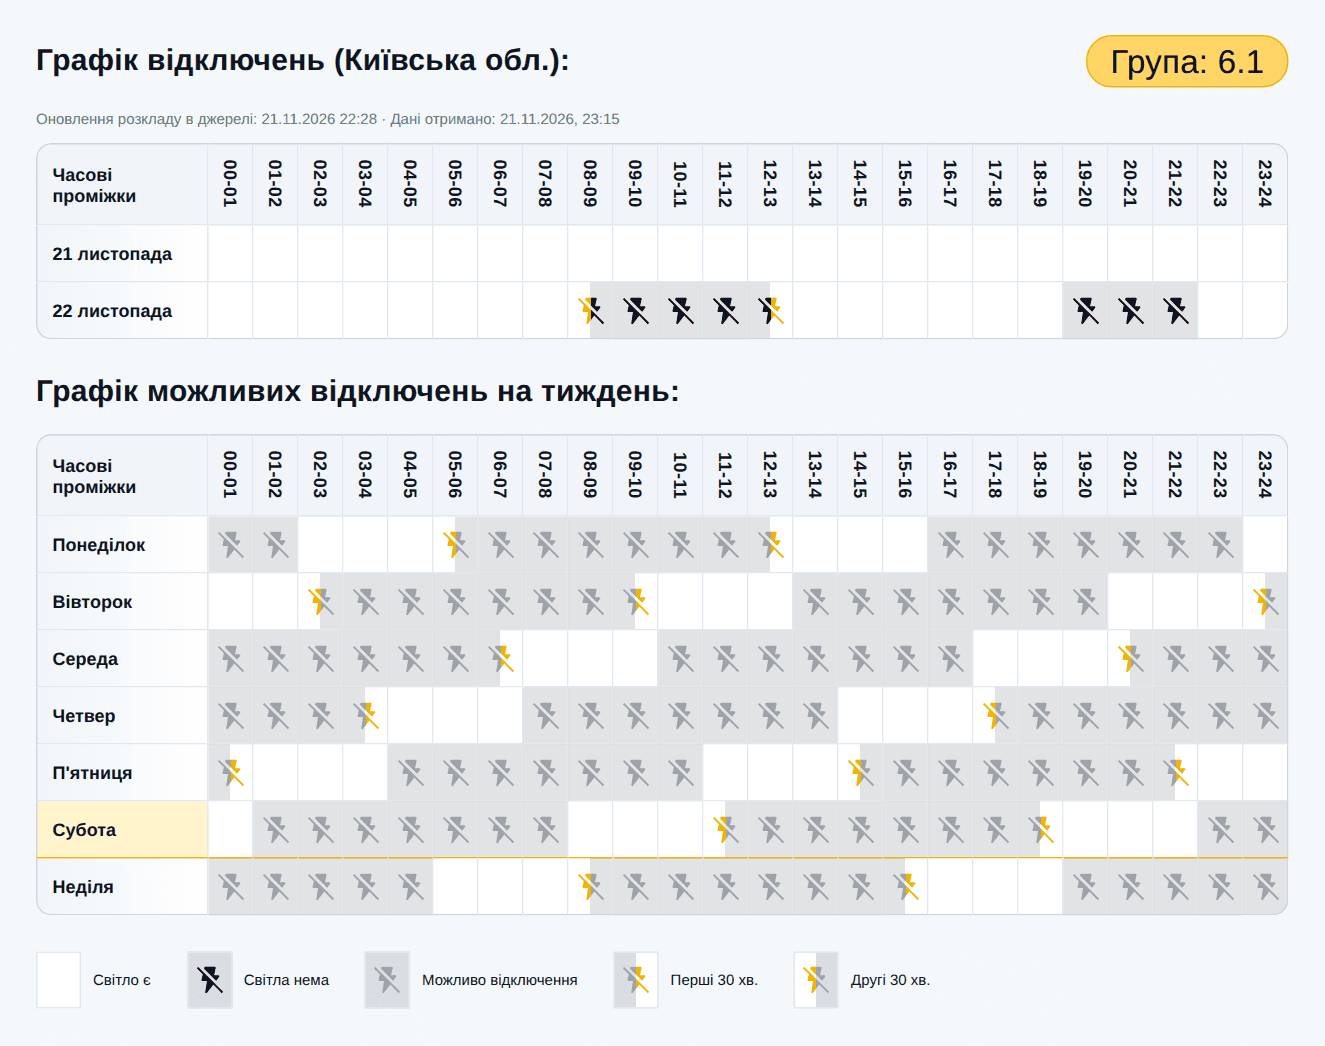 Графік відключень (Київська обл.):
Група: 6.1
Оновлення розкладу в джерелі: 21.11.2026 22:28 · Дані отримано: 21.11.2026, 23:15
Часові проміжки 00-01 01-02 02-03 03-04 04-05 05-06 06-07 07-08 08-09 09-10 10-11 11-12 12-13 13-14 14-15 15-16 16-17 17-18 18-19 19-20 20-21 21-22 22-23 23-24
21 листопада
22 листопада
Графік можливих відключень на тиждень:
Часові проміжки 00-01 01-02 02-03 03-04 04-05 05-06 06-07 07-08 08-09 09-10 10-11 11-12 12-13 13-14 14-15 15-16 16-17 17-18 18-19 19-20 20-21 21-22 22-23 23-24
Понеділок
Вівторок
Середа
Четвер
П'ятниця
Субота
Неділя
Світло є Світла нема Можливо відключення Перші 30 хв. Другі 30 хв.